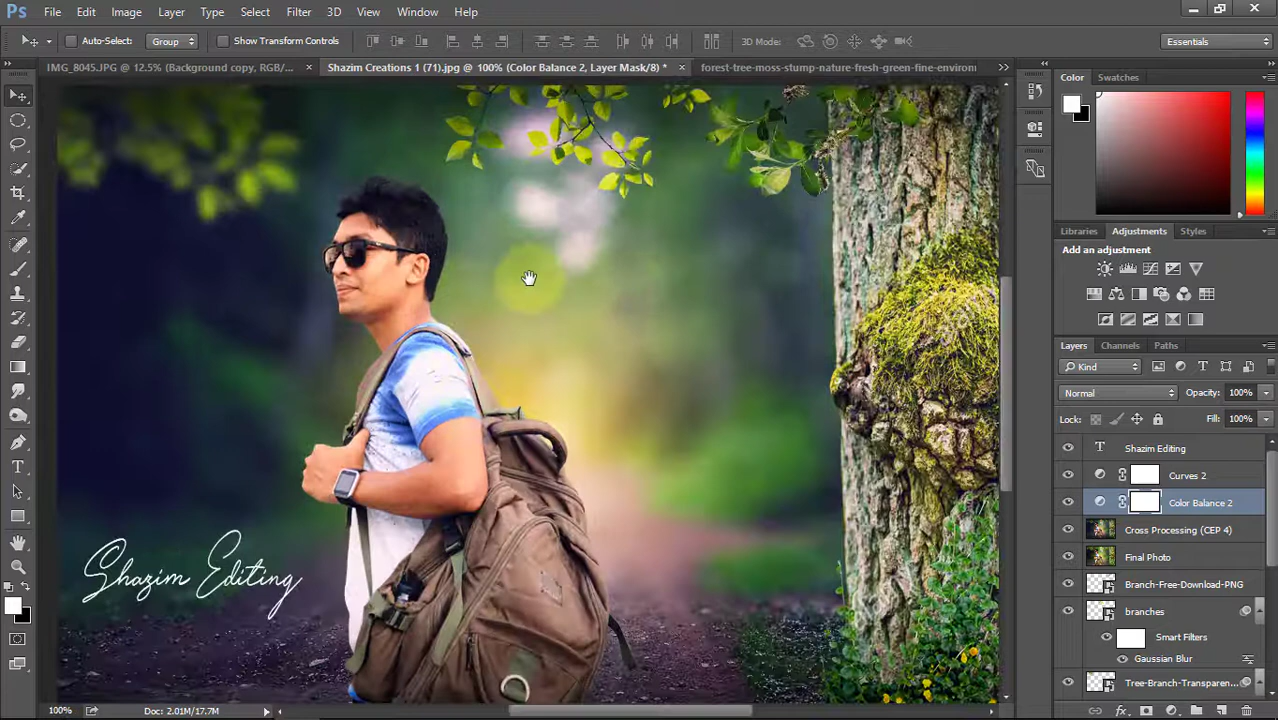 Ps File Edit Image Layer Type Select Filter 3D View Window Help
Auto-Select: Group Show Transform Controls 3D Mode: Essentials
IMG_8045.JPG @ 12.5% (Background copy, RGB/... × Shazim Creations 1 (71).jpg @ 100% (Color Balance 2, Layer Mask/8) * × forest-tree-moss-stump-nature-fresh-green-fine-environm
Color Swatches
Libraries Adjustments Styles
Add an adjustment
Layers Channels Paths
Kind
Normal Opacity: 100%
Lock: Fill: 100%
T Shazim Editing
Curves 2
Color Balance 2
Cross Processing (CEP 4)
Final Photo
Branch-Free-Download-PNG
branches
Smart Filters
Gaussian Blur
Tree-Branch-Transparen...
Shazim Editing
100% Doc: 2.01M/17.7M